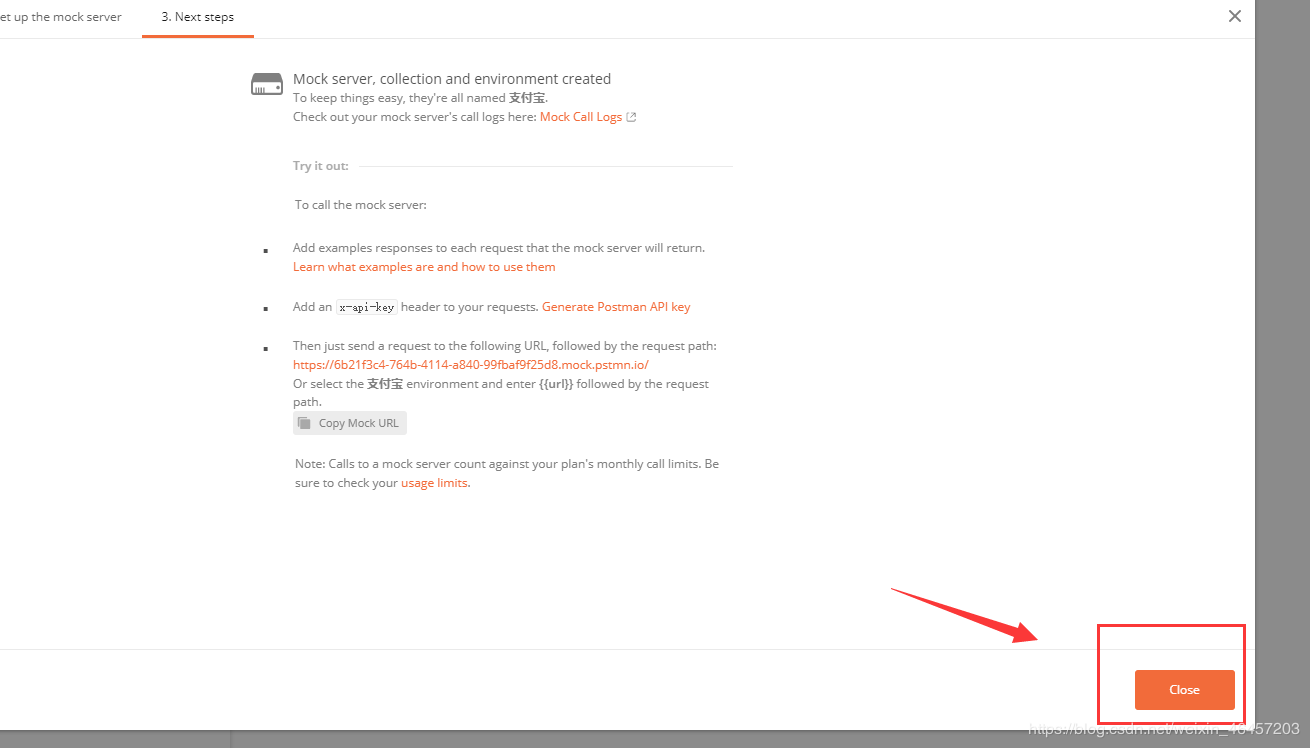 et up the mock server
3. Next steps
Mock server, collection and environment created
To keep things easy, they're all named 支付宝.
Check out your mock server's call logs here: Mock Call Logs
Try it out:
To call the mock server:
Add examples responses to each request that the mock server will return.
Learn what examples are and how to use them
Add an x-api-key header to your requests. Generate Postman API key
Then just send a request to the following URL, followed by the request path:
https://6b21f3c4-764b-4114-a840-99fbaf9f25d8.mock.pstmn.io/
Or select the 支付宝 environment and enter {{url}} followed by the request
path.
Copy Mock URL
Note: Calls to a mock server count against your plan's monthly call limits. Be
sure to check your usage limits.
Close
https://blog.csdn.net/weixin_46457203